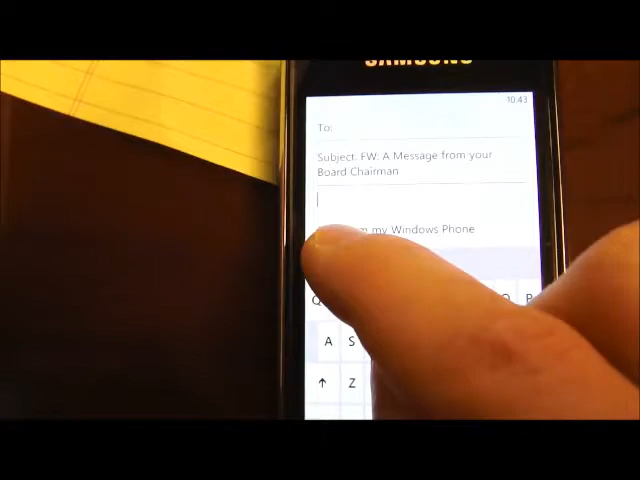 SAMSUNG
10:43
To:
Subject: FW: A Message from your
Board Chairman
my Windows Phone
Q O P
A S
Z